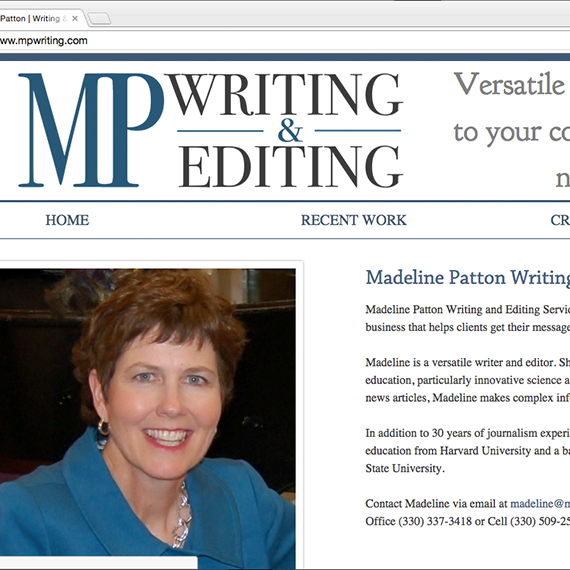 Patton | Writing &
ww.mpwriting.com
MP WRITING
&
EDITING
Versatile
to your co
n
HOME RECENT WORK CR
Madeline Patton Writing
Madeline Patton Writing and Editing Servic
business that helps clients get their message
Madeline is a versatile writer and editor. Sh
education, particularly innovative science a
news articles, Madeline makes complex info
In addition to 30 years of journalism experi
education from Harvard University and a ba
State University.
Contact Madeline via email at madeline@m
Office (330) 337-3418 or Cell (330) 509-25